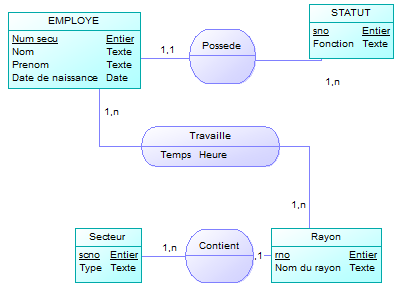 EMPLOYE
Num secu Entier
Nom Texte
Prenom Texte
Date de naissance Date
1,1
Possede
STATUT
sno Entier
Fonction Texte
1,n
1,n
Travaille
Temps Heure
1,n
Secteur
scno Entier
Type Texte
1,n
Contient
,1
Rayon
rno Entier
Nom du rayon Texte